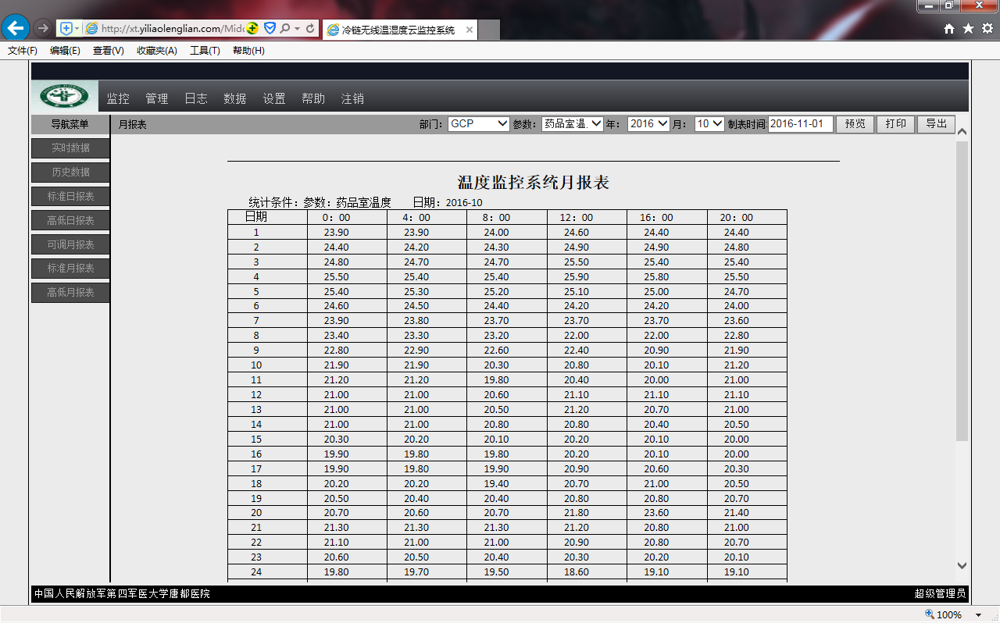 http://xt.yiliaolenglian.com/Midd
冷链无线温湿度云监控系统
文件(F) 编辑(E) 查看(V) 收藏夹(A) 工具(T) 帮助(H)
监控 管理 日志 数据 设置 帮助 注销
导航菜单
月报表 部门: GCP 参数: 药品室温 年: 2016 月: 10 制表时间: 2016-11-01 预览 打印 导出
实时数据
历史数据
标准日报表
高低日报表
可调月报表
标准月报表
高低月报表
温度监控系统月报表
统计条件：参数：药品室温度 日期：2016-10
日期 0：00 4：00 8：00 12：00 16：00 20：00
1 23.90 23.90 24.00 24.60 24.40 24.40
2 24.40 24.20 24.30 24.90 24.90 24.80
3 24.80 24.70 24.70 25.50 25.40 25.40
4 25.50 25.40 25.40 25.90 25.80 25.50
5 25.40 25.30 25.20 25.10 25.00 24.70
6 24.60 24.50 24.40 24.20 24.20 24.00
7 23.90 23.80 23.70 23.70 23.70 23.60
8 23.40 23.30 23.20 22.00 22.00 22.80
9 22.80 22.90 22.60 22.40 20.90 21.90
10 21.90 21.90 20.30 20.80 20.10 21.20
11 21.20 21.20 19.80 20.40 20.00 21.00
12 21.00 21.00 20.60 21.10 21.10 21.10
13 21.00 21.00 20.50 21.20 20.70 21.00
14 21.00 21.00 20.80 20.80 20.40 20.50
15 20.30 20.20 20.10 20.20 20.10 20.00
16 19.90 19.80 19.80 20.20 20.10 20.00
17 19.90 19.80 19.90 20.90 20.60 20.30
18 20.20 20.20 19.40 20.70 21.00 20.50
19 20.50 20.40 20.40 20.80 20.80 20.70
20 20.70 20.60 20.70 21.80 23.60 21.40
21 21.30 21.30 21.30 21.20 20.80 21.00
22 21.10 21.00 21.00 20.90 20.80 20.70
23 20.60 20.50 20.40 20.30 20.20 20.10
24 19.80 19.70 19.50 18.60 19.10 19.10
中国人民解放军第四军医大学唐都医院 超级管理员
100%